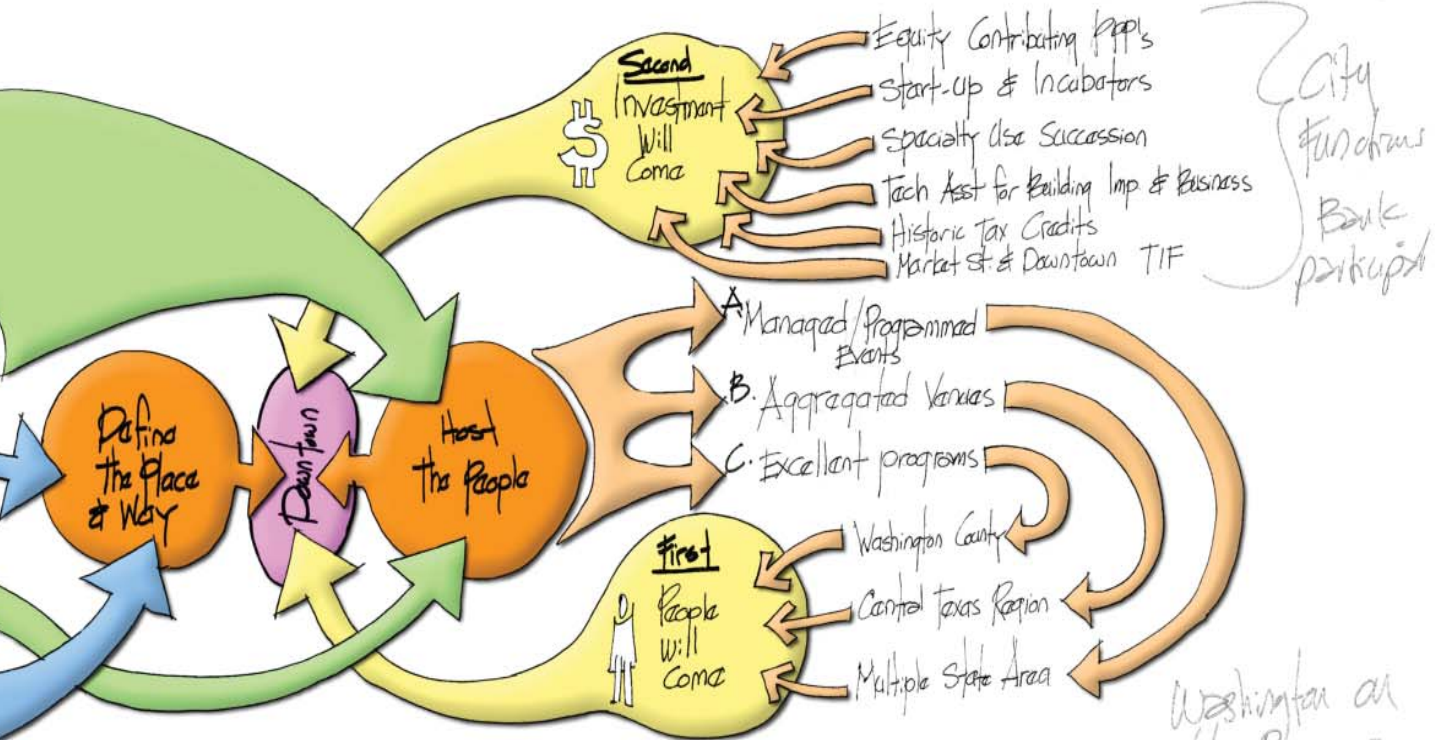 Second
Investment
Will
Come
$
Equity Contributing PPP's
Start-up & Incubators
Specialty Use Succession
Tech Asst for Building Imp & Business
Historic Tax Credits
Market St. & Downtown TIF
City
Functions
Bank
Define
The Place
& Way
Downtown
Host
The People
A. Managed/Programmed
Events
B. Aggregated Venues
C. Excellent programs
First
People
Will
Come
Washington County
Central Texas Region
Multiple State Area
Washington on